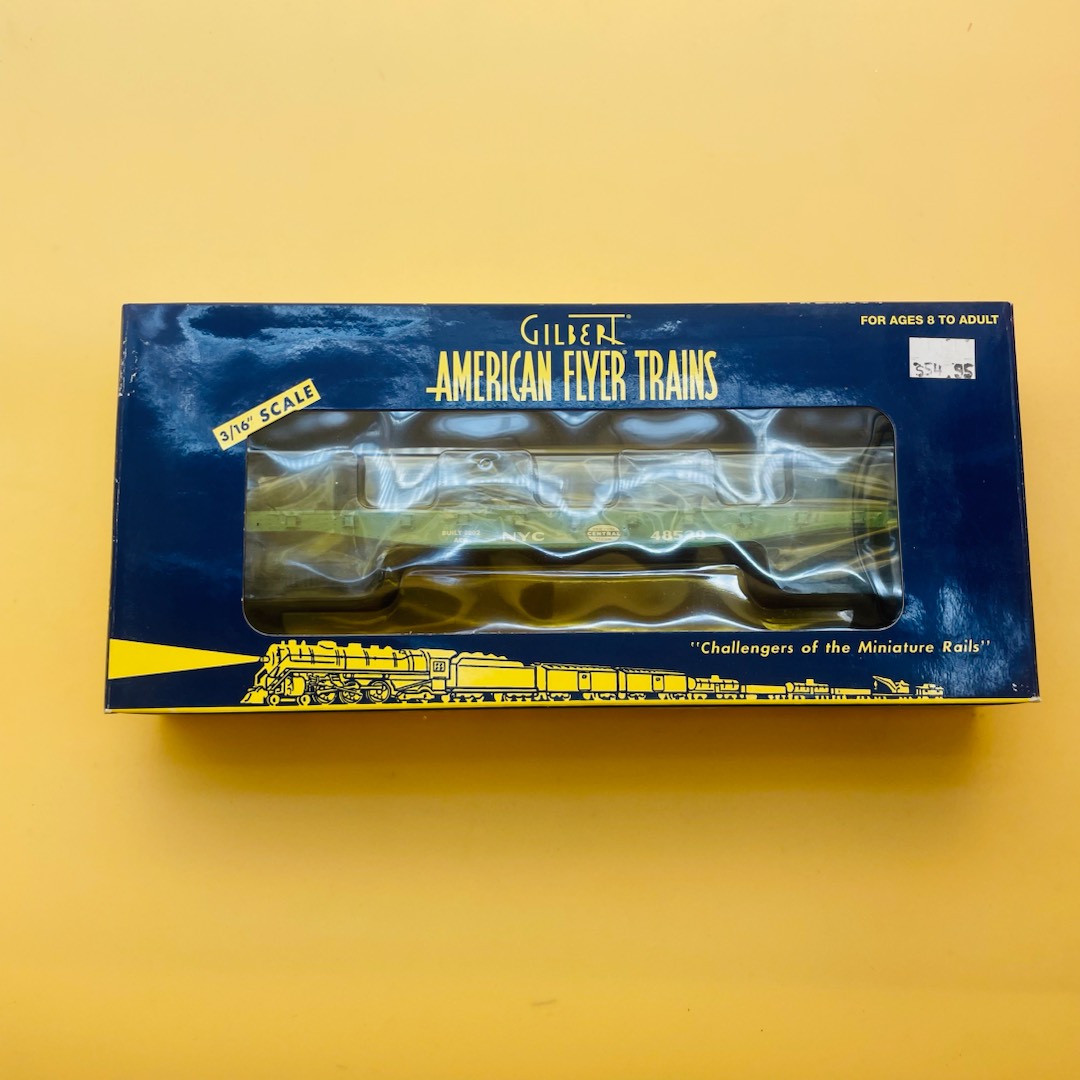 GILBERT®
AMERICAN FLYER® TRAINS
FOR AGES 8 TO ADULT
$54.95
3/16" SCALE
NYC
CENTRAL
"Challengers of the Miniature Rails"